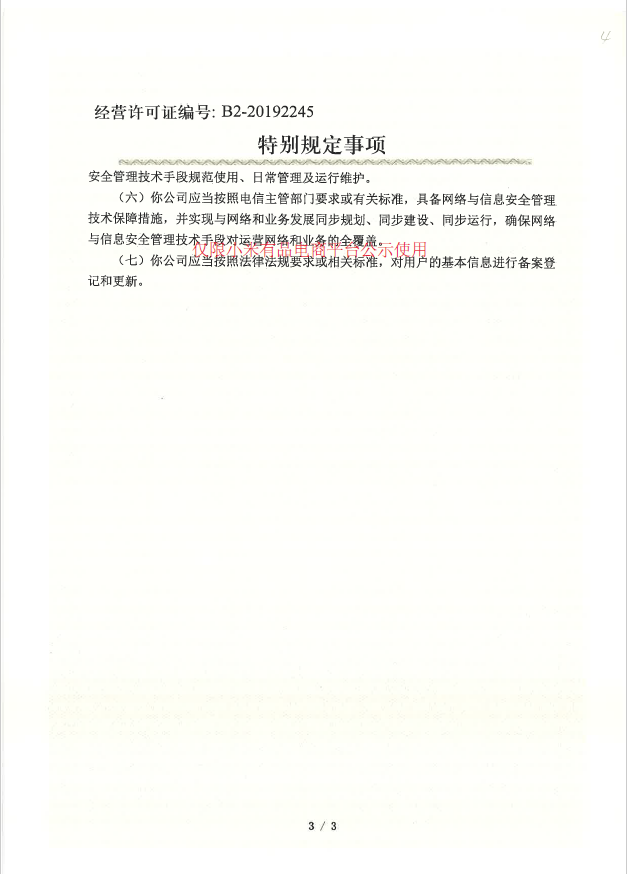 4
经营许可证编号: B2-20192245
特别规定事项
安全管理技术手段规范使用、日常管理及运行维护。
（六）你公司应当按照电信主管部门要求或有关标准，具备网络与信息安全管理
技术保障措施，并实现与网络和业务发展同步规划、同步建设、同步运行，确保网络
与信息安全管理技术手段对运营网络和业务的全覆盖。
仅限小米有品电商平台公示使用
（七）你公司应当按照法律法规要求或相关标准，对用户的基本信息进行备案登
记和更新。
3 / 3